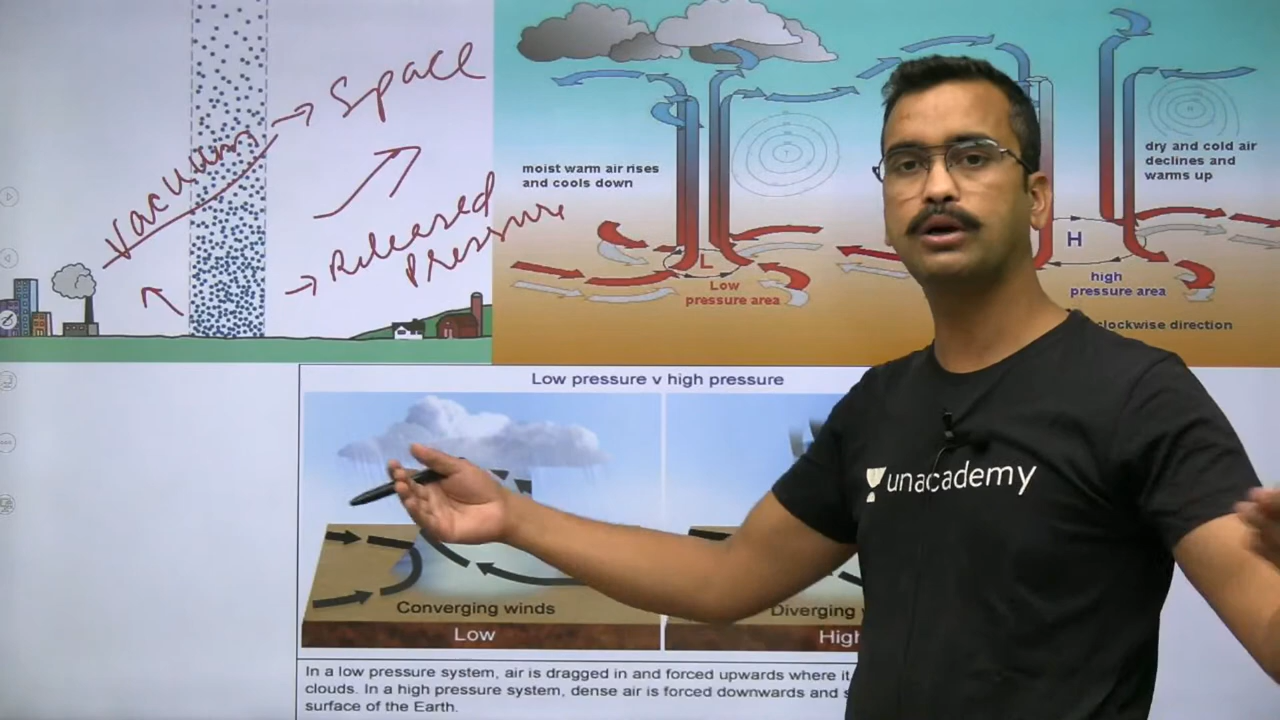 vacuums → Space
→ Released
Pressure
moist warm air rises
and cools down
L
Low
pressure area
dry and cold air
declines and
warms up
H
high
pressure area
clockwise direction
Low pressure v high pressure
Converging winds
Low
Diverging
High
In a low pressure system, air is dragged in and forced upwards where it
clouds. In a high pressure system, dense air is forced downwards and
surface of the Earth.
unacademy